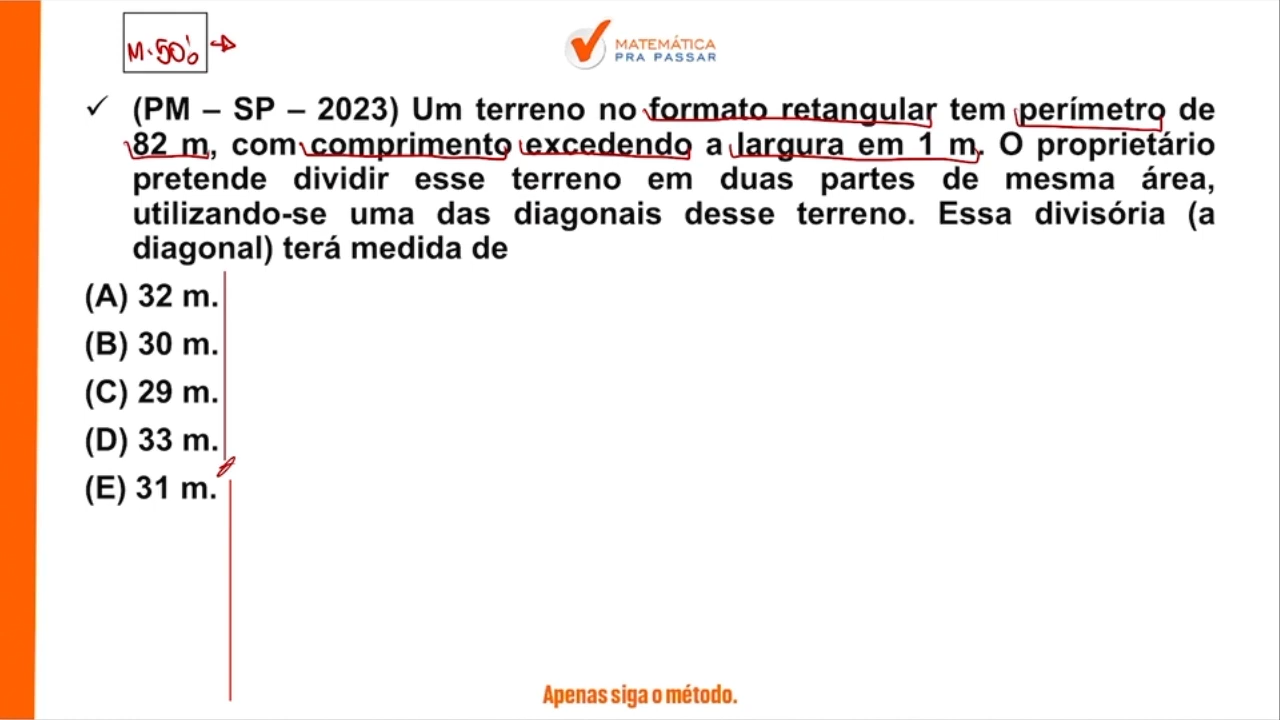 M.50%
MATEMÁTICA
PRA PASSAR
✓ (PM – SP – 2023) Um terreno no formato retangular tem perímetro de
82 m, com comprimento excedendo a largura em 1 m. O proprietário
pretende dividir esse terreno em duas partes de mesma área,
utilizando-se uma das diagonais desse terreno. Essa divisória (a
diagonal) terá medida de
(A) 32 m.
(B) 30 m.
(C) 29 m.
(D) 33 m.
(E) 31 m.
Apenas siga o método.